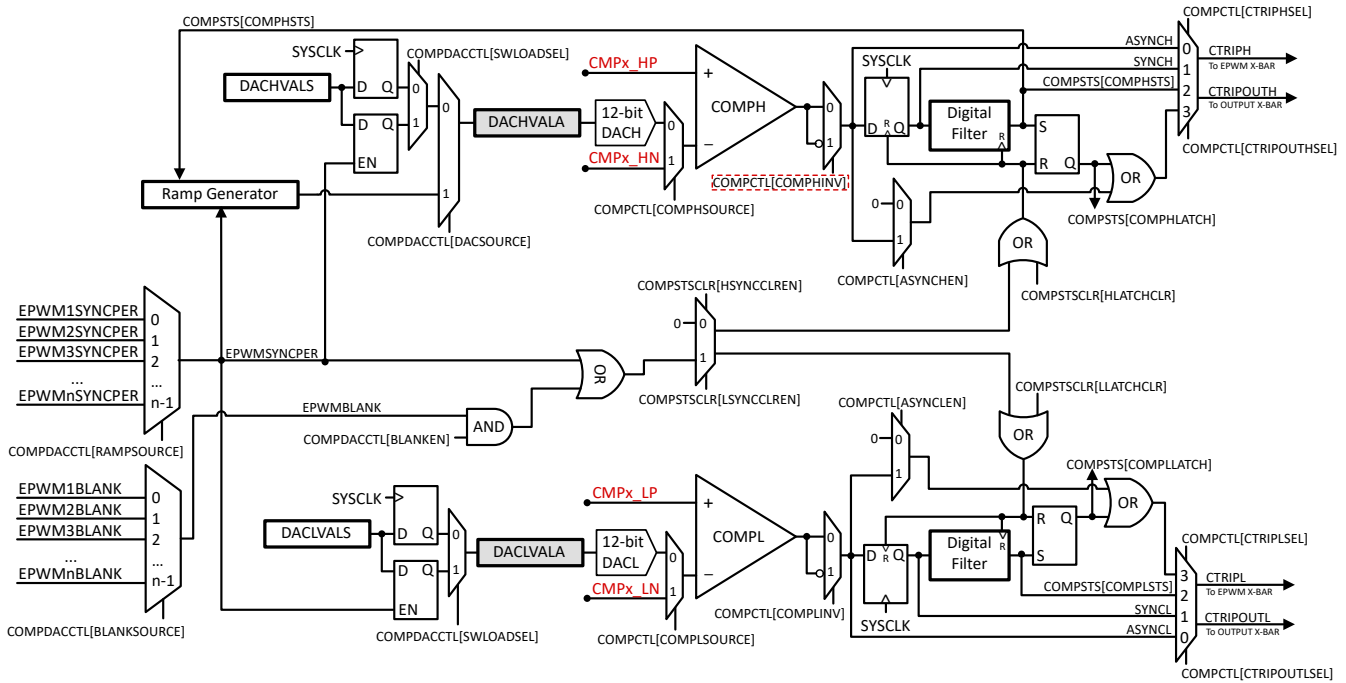 COMPSTS[COMPHSTS]
COMPCTL[CTRIPHSEL]
SYSCLK
COMPDACCTL[SWLOADSEL]
DACHVALS
D Q
0
1
D Q
EN
Ramp Generator
0
1
COMPDACCTL[DACSOURCE]
DACHVALA
CMPx_HP
12-bit
DACH
CMPx_HN
0
1
COMPCTL[COMPHSOURCE]
+
COMPH
–
0
1
COMPCTL[COMPHINV]
SYSCLK
D R Q
Digital
Filter
R
S
R Q
OR
COMPSTS[COMPHLATCH]
ASYNCH
SYNCH
COMPSTS[COMPHSTS]
0
1
2
3
CTRIPH
To EPWM X-BAR
CTRIPOUTH
To OUTPUT X-BAR
COMPCTL[CTRIPOUTHSEL]
0 0
1
COMPCTL[ASYNCHEN]
OR
COMPSTSCLR[HLATCHCLR]
COMPSTSCLR[HSYNCCLREN]
0 0
1
COMPSTSCLR[LSYNCCLREN]
EPWM1SYNCPER
EPWM2SYNCPER
EPWM3SYNCPER
...
EPWMnSYNCPER
0
1
2
...
n-1
COMPDACCTL[RAMPSOURCE]
EPWMSYNCPER
OR
EPWMBLANK
COMPDACCTL[BLANKEN]
AND
EPWM1BLANK
EPWM2BLANK
EPWM3BLANK
...
EPWMnBLANK
0
1
2
...
n-1
COMPDACCTL[BLANKSOURCE]
COMPSTSCLR[LLATCHCLR]
OR
COMPCTL[ASYNCLEN]
0 0
1
COMPSTS[COMPLLATCH]
OR
SYSCLK
DACLVALS
D Q
0
1
D Q
EN
COMPDACCTL[SWLOADSEL]
DACLVALA
CMPx_LP
12-bit
DACL
CMPx_LN
0
1
COMPCTL[COMPLSOURCE]
+
COMPL
–
0
1
COMPCTL[COMPLINV]
D R Q
SYSCLK
Digital
Filter
R
R Q
S
COMPSTS[COMPLSTS]
SYNCL
ASYNCL
COMPCTL[CTRIPLSEL]
3
2
1
0
CTRIPL
To EPWM X-BAR
CTRIPOUTL
To OUTPUT X-BAR
COMPCTL[CTRIPOUTLSEL]